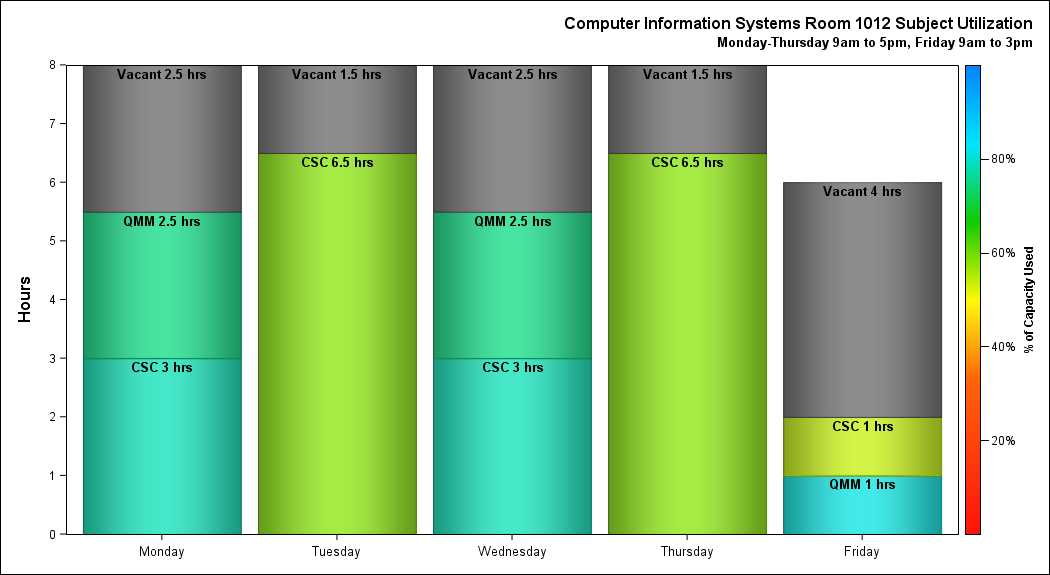 Computer Information Systems Room 1012 Subject Utilization
Monday-Thursday 9am to 5pm, Friday 9am to 3pm
Hours
8
7
6
5
4
3
2
1
0
Vacant 2.5 hrs
QMM 2.5 hrs
CSC 3 hrs
Vacant 1.5 hrs
CSC 6.5 hrs
Vacant 2.5 hrs
QMM 2.5 hrs
CSC 3 hrs
Vacant 1.5 hrs
CSC 6.5 hrs
Vacant 4 hrs
CSC 1 hrs
QMM 1 hrs
Monday
Tuesday
Wednesday
Thursday
Friday
80%
60%
40%
20%
% of Capacity Used